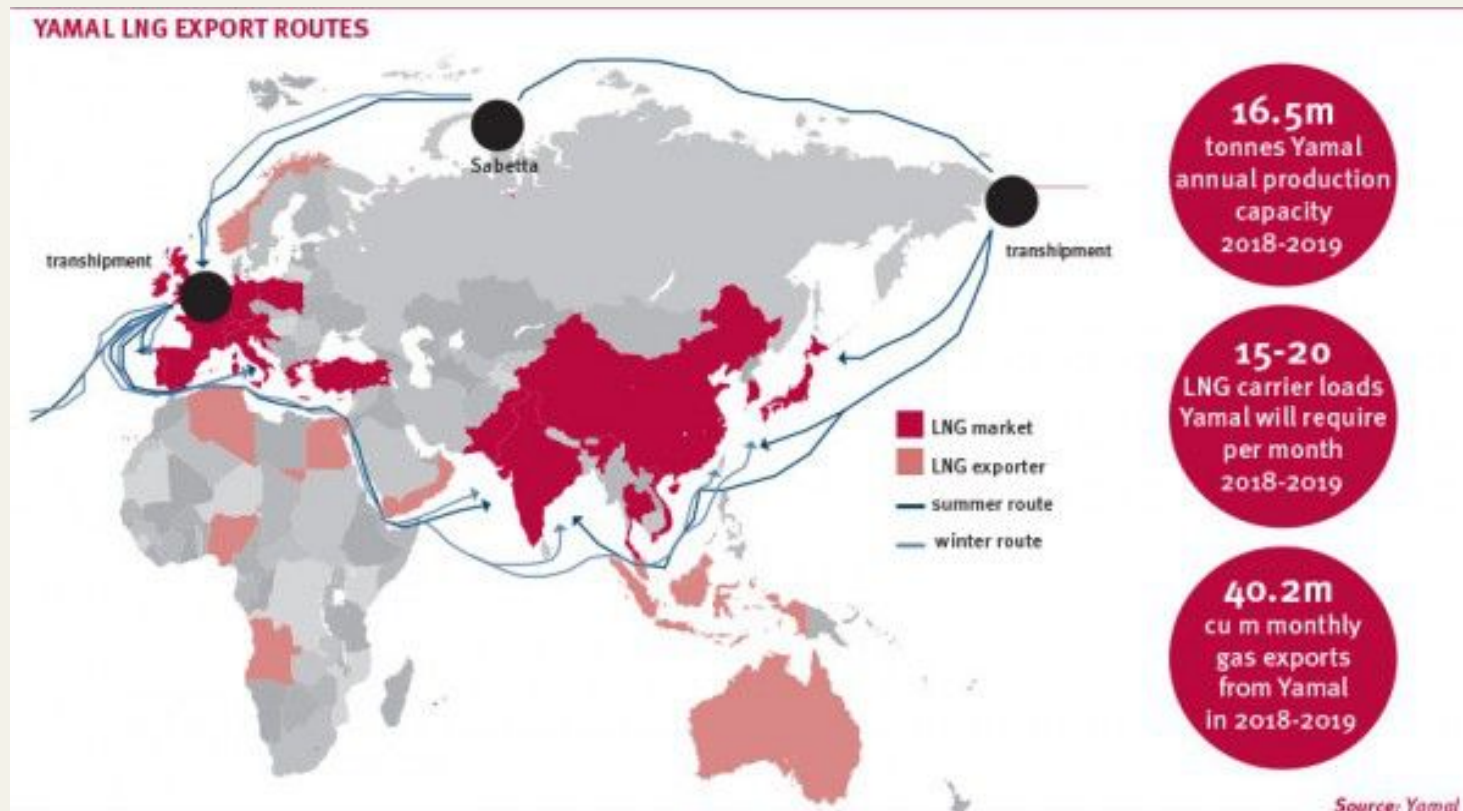 YAMAL LNG EXPORT ROUTES
Sabetta
transhipment
transhipment
LNG market
LNG exporter
summer route
winter route
16.5m
tonnes Yamal
annual production
capacity
2018-2019
15-20
LNG carrier loads
Yamal will require
per month
2018-2019
40.2m
cu m monthly
gas exports
from Yamal
in 2018-2019
Source: Yamal